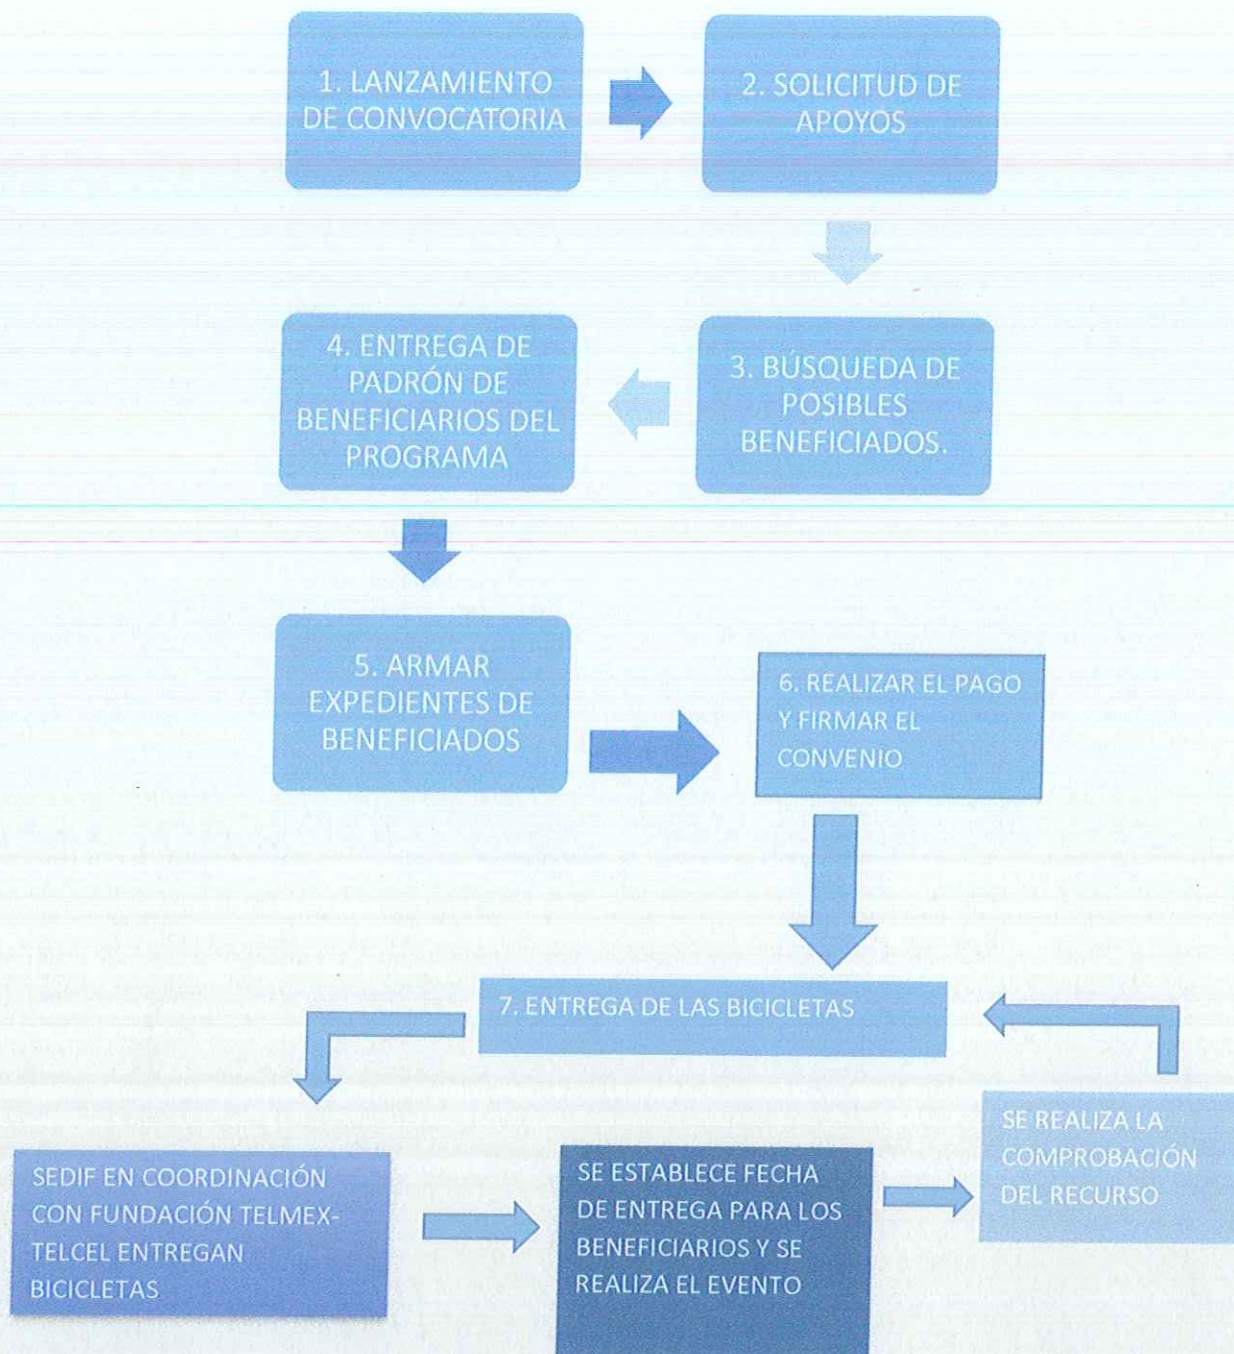 1. LANZAMIENTO
DE CONVOCATORIA
2. SOLICITUD DE
APOYOS
3. BÚSQUEDA DE
POSIBLES
BENEFICIADOS.
4. ENTREGA DE
PADRÓN DE
BENEFICIARIOS DEL
PROGRAMA
5. ARMAR
EXPEDIENTES DE
BENEFICIADOS
6. REALIZAR EL PAGO
Y FIRMAR EL
CONVENIO
7. ENTREGA DE LAS BICICLETAS
SEDIF EN COORDINACIÓN
CON FUNDACIÓN TELMEX-
TELCEL ENTREGAN
BICICLETAS
SE ESTABLECE FECHA
DE ENTREGA PARA LOS
BENEFICIARIOS Y SE
REALIZA EL EVENTO
SE REALIZA LA
COMPROBACIÓN
DEL RECURSO